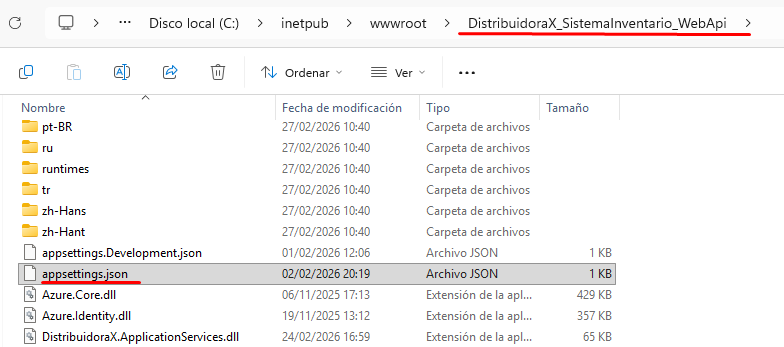 Disco local (C:) > inetpub > wwwroot > DistribuidoraX_SistemaInventario_WebApi >
Ordenar Ver ...
Nombre Fecha de modificación Tipo Tamaño
pt-BR 27/02/2026 10:40 Carpeta de archivos
ru 27/02/2026 10:40 Carpeta de archivos
runtimes 27/02/2026 10:40 Carpeta de archivos
tr 27/02/2026 10:40 Carpeta de archivos
zh-Hans 27/02/2026 10:40 Carpeta de archivos
zh-Hant 27/02/2026 10:40 Carpeta de archivos
appsettings.Development.json 01/02/2026 12:06 Archivo JSON 1 KB
appsettings.json 02/02/2026 20:19 Archivo JSON 1 KB
Azure.Core.dll 06/11/2025 17:13 Extensión de la apl... 429 KB
Azure.Identity.dll 19/11/2025 13:12 Extensión de la apl... 357 KB
DistribuidoraX.ApplicationServices.dll 24/02/2026 16:59 Extensión de la apl... 65 KB